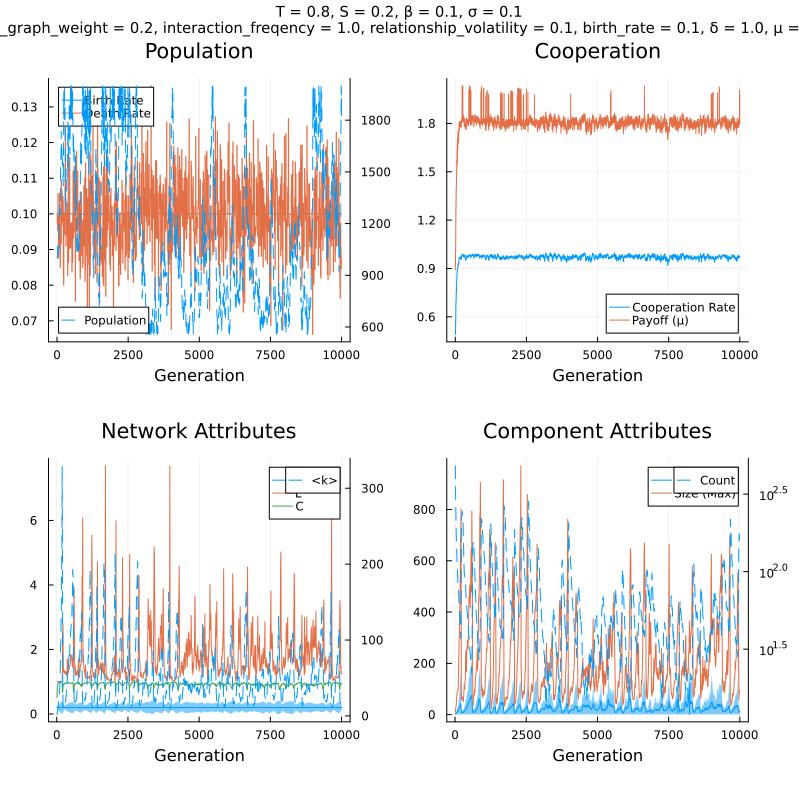 T = 0.8, S = 0.2, β = 0.1, σ = 0.1
_graph_weight = 0.2, interaction_freqency = 1.0, relationship_volatility = 0.1, birth_rate = 0.1, δ = 1.0, μ =
Population
Cooperation
Birth Rate
Death Rate
Population
0.13
0.12
0.11
0.10
0.09
0.08
0.07
1800
1500
1200
900
600
0
2500
5000
7500
10000
Generation
1.8
1.5
1.2
0.9
0.6
Cooperation Rate
Payoff (μ)
0
2500
5000
7500
10000
Generation
Network Attributes
Component Attributes
<k>
L
C
6
4
2
0
300
200
100
0
0
2500
5000
7500
10000
Generation
Count
Size (Max)
800
600
400
200
0
10^2.5
10^2.0
10^1.5
0
2500
5000
7500
10000
Generation